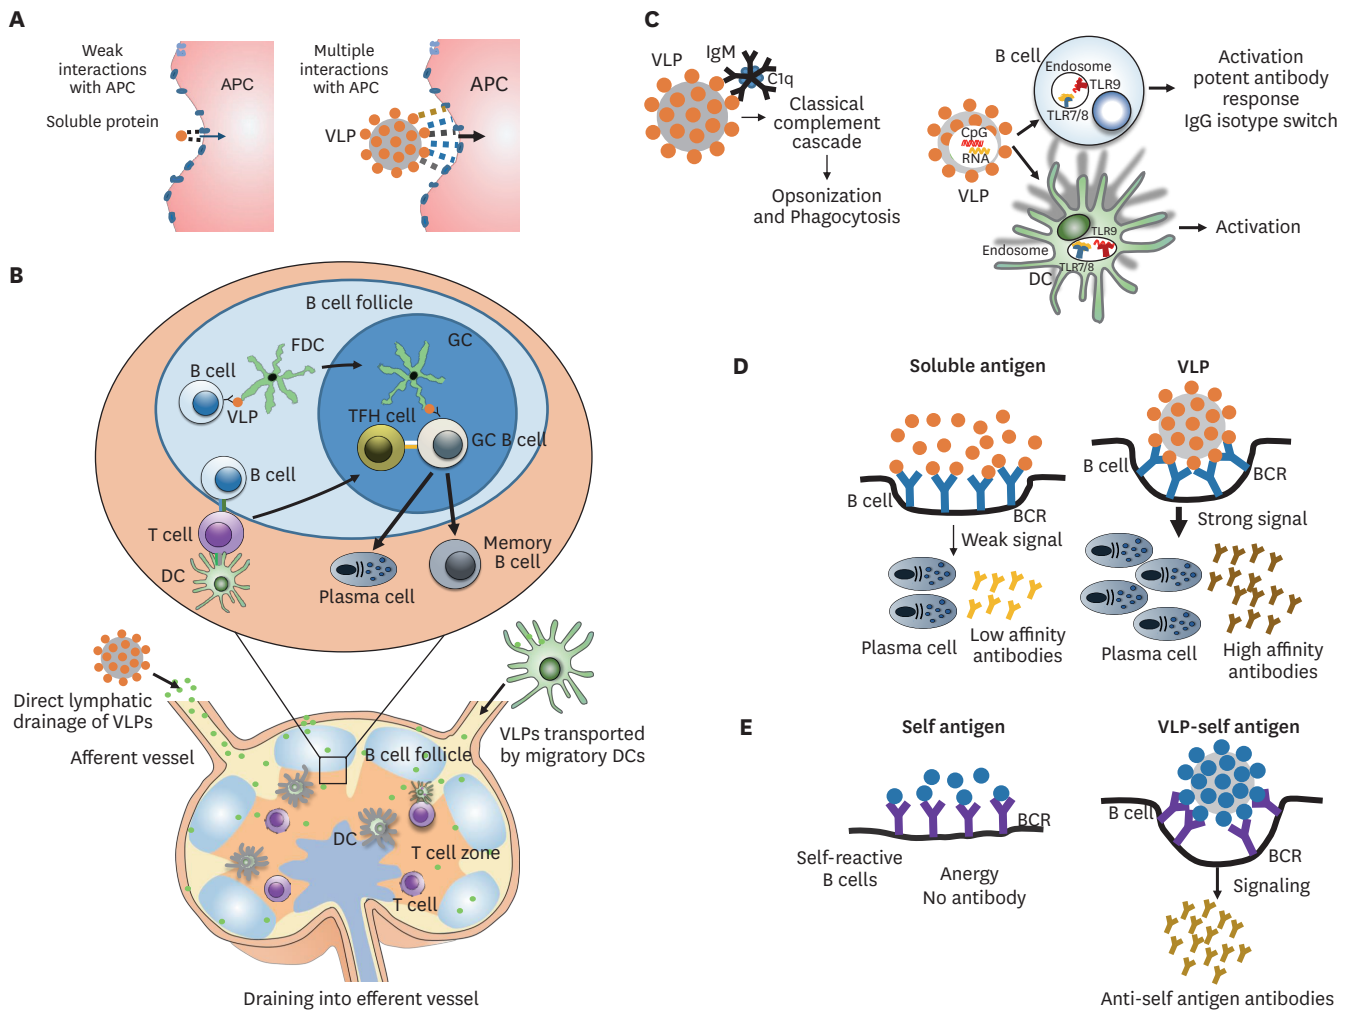 A
Weak
interactions
with APC
Soluble protein
APC
Multiple
interactions
with APC
VLP
APC
B
B cell follicle
FDC
GC
B cell
VLP
TFH cell
GC B cell
B cell
T cell
DC
Plasma cell
Memory
B cell
Direct lymphatic
drainage of VLPs
Afferent vessel
VLPs transported
by migratory DCs
B cell follicle
DC
T cell zone
T cell
Draining into efferent vessel
C
VLP
IgM
C1q
Classical
complement
cascade
Opsonization
and Phagocytosis
B cell
Endosome
TLR9
TLR7/8
CpG
RNA
VLP
Activation
potent antibody
response
IgG isotype switch
TLR9
Endosome
TLR7/8
DC
Activation
D
Soluble antigen
B cell
BCR
Weak signal
Plasma cell
Low affinity
antibodies
VLP
B cell
BCR
Strong signal
Plasma cell
High affinity
antibodies
E
Self antigen
BCR
Self-reactive
B cells
Anergy
No antibody
VLP-self antigen
B cell
BCR
Signaling
Anti-self antigen antibodies